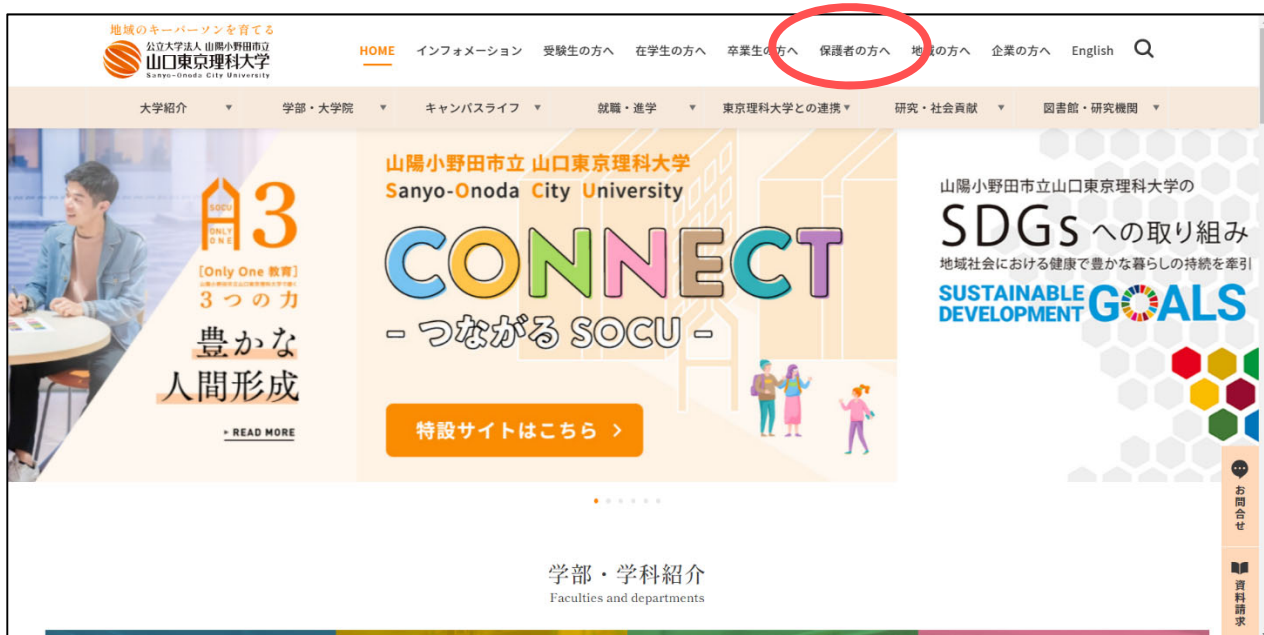 地域のキーパーソンを育てる
公立大学法人 山陽小野田市立
山口東京理科大学
Sanyo-Onoda City University
HOME インフォメーション 受験生の方へ 在学生の方へ 卒業生の方へ 保護者の方へ 地域の方へ 企業の方へ English
大学紹介 ▼ 学部・大学院 ▼ キャンパスライフ ▼ 就職・進学 ▼ 東京理科大学との連携 ▼ 研究・社会貢献 ▼ 図書館・研究機関 ▼
SOCU
ONLY
ONE
3
[Only One 教育]
3つの力
豊かな
人間形成
▶ READ MORE
山陽小野田市立 山口東京理科大学
Sanyo-Onoda City University
CONNECT
- つながる SOCU -
特設サイトはこちら >
山陽小野田市立山口東京理科大学の
SDGs への取り組み
地域社会における健康で豊かな暮らしの持続を牽引
SUSTAINABLE
DEVELOPMENT GOALS
お問合せ
資料請求
学部・学科紹介
Faculties and departments